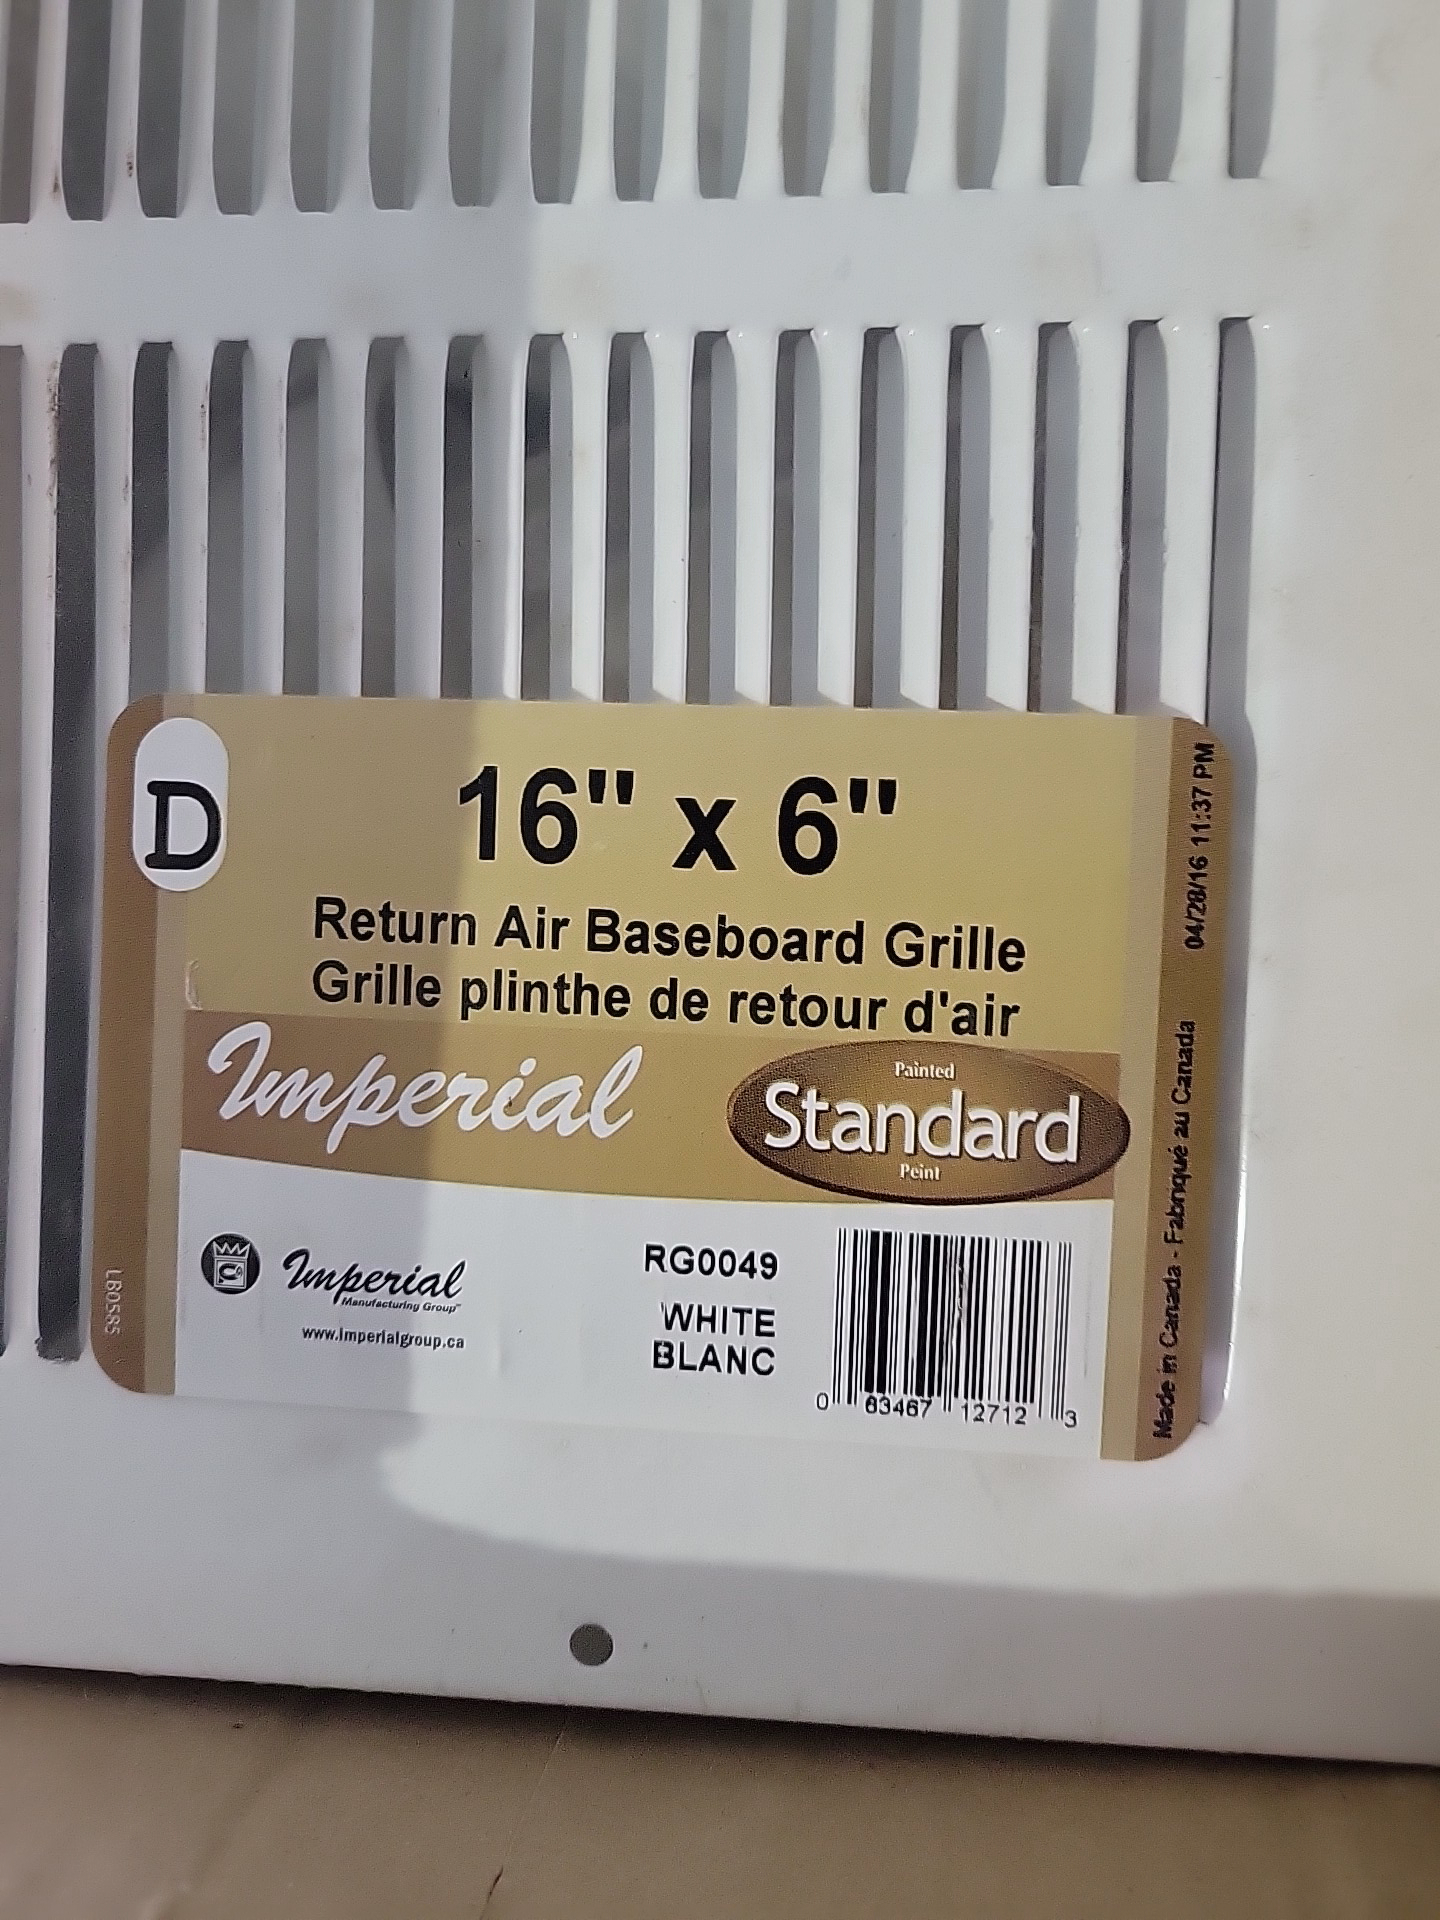 D
16" x 6"
Return Air Baseboard Grille
Grille plinthe de retour d'air
Imperial
Painted
Standard
Peint
Imperial
Manufacturing Group™
www.imperialgroup.ca
RG0049
WHITE
BLANC
0 63467 12712 3
LB0585
Made in Canada - Fabriqué au Canada 04/28/16 11:37 PM